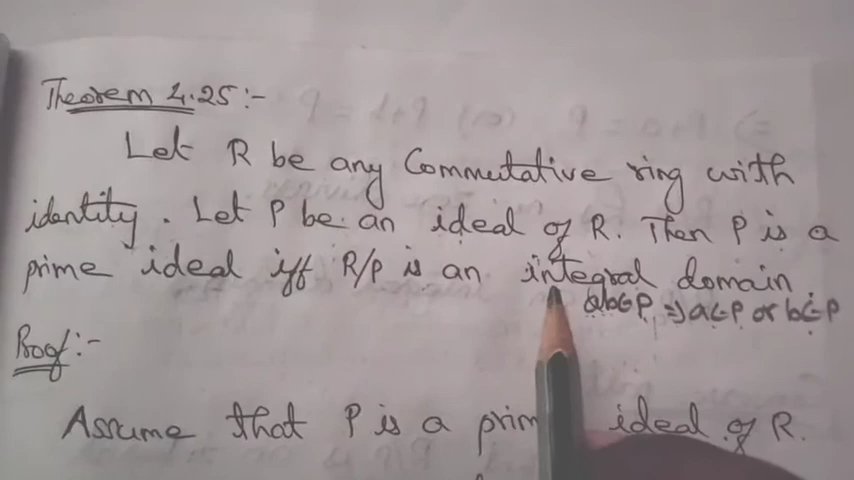 Theorem 4.25:-
Let R be any Commutative ring with
identity. Let P be an ideal of R. Then P is a
prime ideal iff R/P is an integral domain
ab∈P ⇒ a∈P or b∈P
Proof:-
Assume that P is a prim ideal of R.